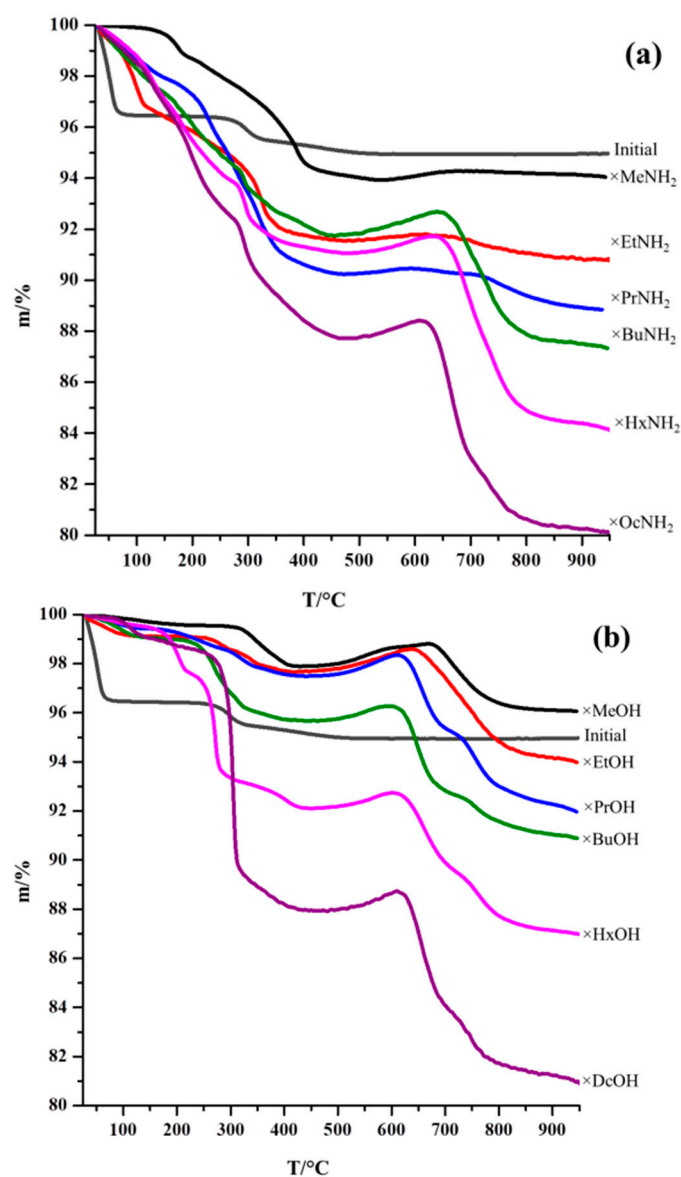 (a)
100
98
96
94
92
90
88
86
84
82
80
m/%
Initial
×MeNH₂
×EtNH₂
×PrNH₂
×BuNH₂
×HxNH₂
×OcNH₂
100 200 300 400 500 600 700 800 900
T/°C
(b)
100
98
96
94
92
90
88
86
84
82
80
m/%
×MeOH
Initial
×EtOH
×PrOH
×BuOH
×HxOH
×DcOH
100 200 300 400 500 600 700 800 900
T/°C